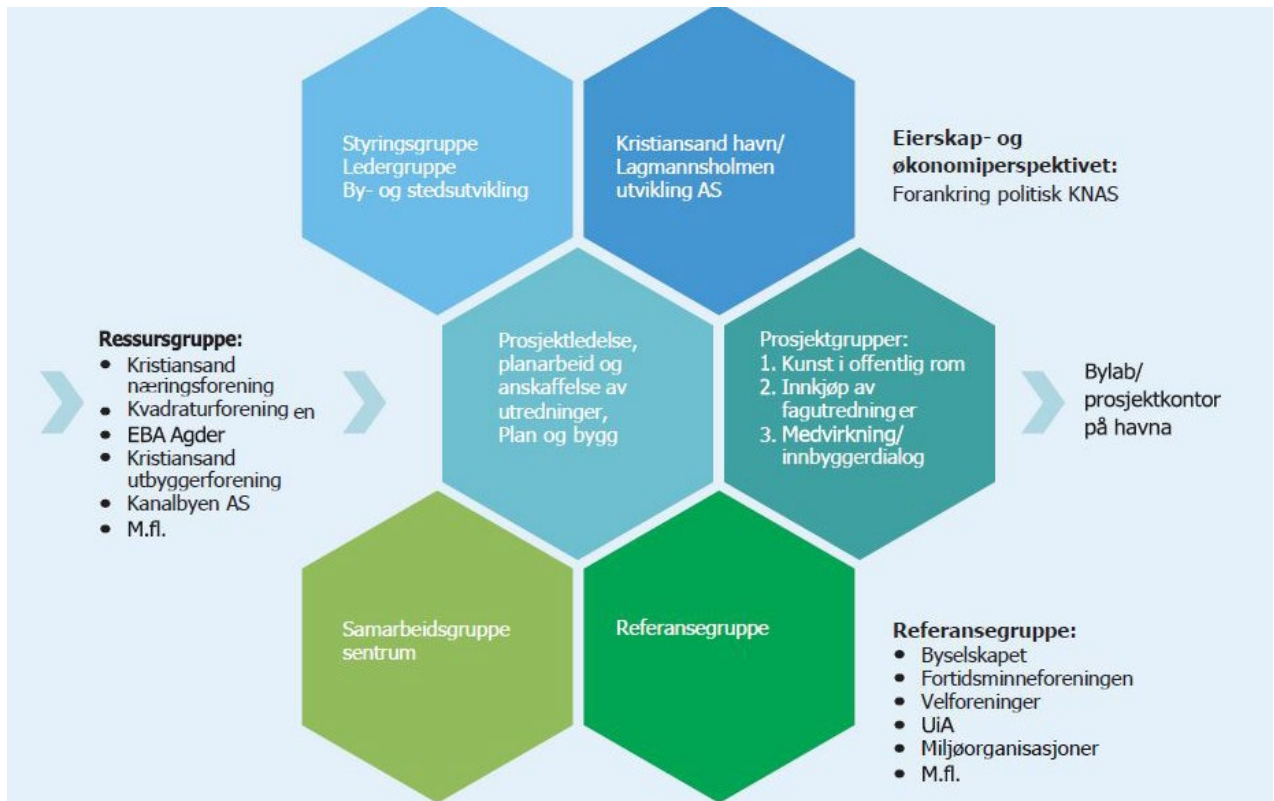 Styringsgruppe
Ledergruppe
By- og stedsutvikling
Kristiansand havn/
Lagmannsholmen
utvikling AS
Eierskap- og
økonomiperspektivet:
Forankring politisk KNAS
Ressursgruppe:
• Kristiansand
næringsforening
• Kvadraturforening en
• EBA Agder
• Kristiansand
utbyggerforening
• Kanalbyen AS
• M.fl.
Prosjektledelse,
planarbeid og
anskaffelse av
utredninger,
Plan og bygg
Prosjektgrupper:
1. Kunst i offentlig rom
2. Innkjøp av
fagutredning er
3. Medvirkning/
innbyggerdialog
Bylab/
prosjektkontor
på havna
Samarbeidsgruppe
sentrum
Referansegruppe
Referansegruppe:
• Byselskapet
• Fortidsminneforeningen
• Velforeninger
• UiA
• Miljøorganisasjoner
• M.fl.